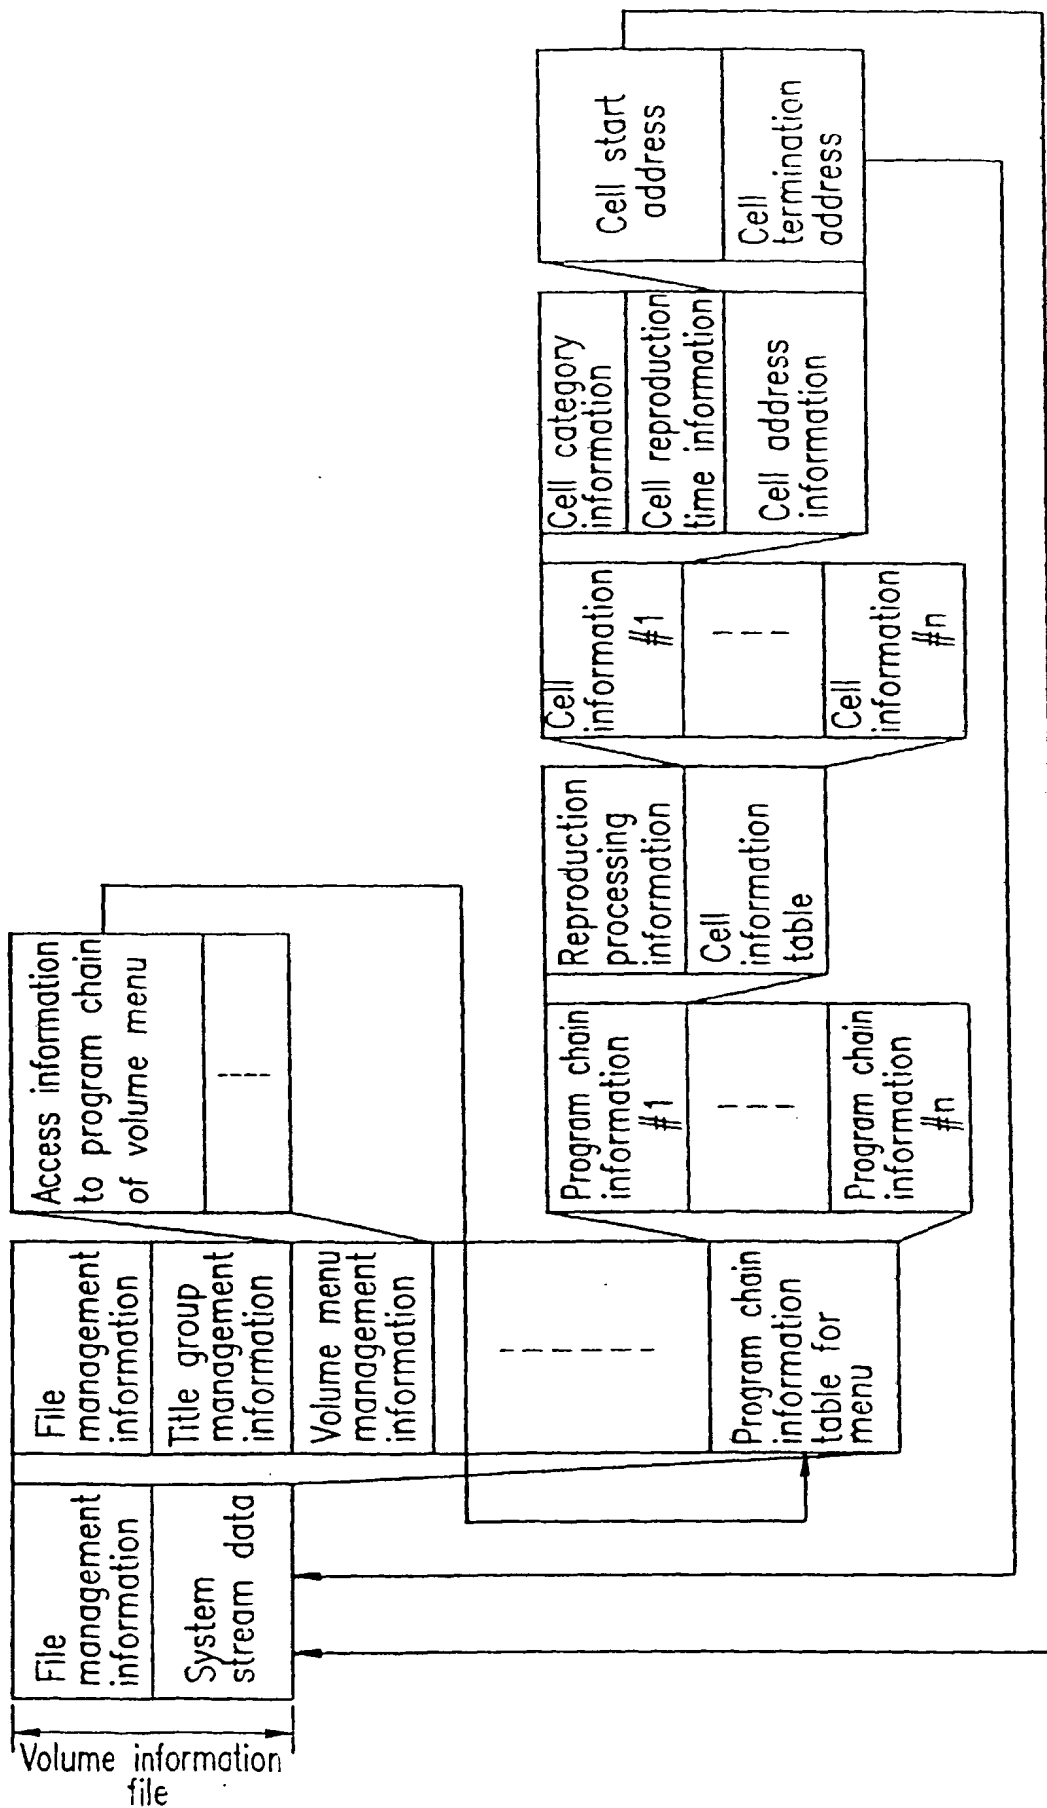 Volume information
file
File
management
information
System
stream data
File
management
information
Title group
management
information
Volume menu
management
information
Program chain
information
table for
menu
Access information
to program chain
of volume menu
Program chain
information
#1
Program chain
information
#n
Reproduction
processing
information
Cell
information
table
Cell
information
#1
Cell
information
#n
Cell category
information
Cell reproduction
time information
Cell address
information
Cell start
address
Cell
termination
address